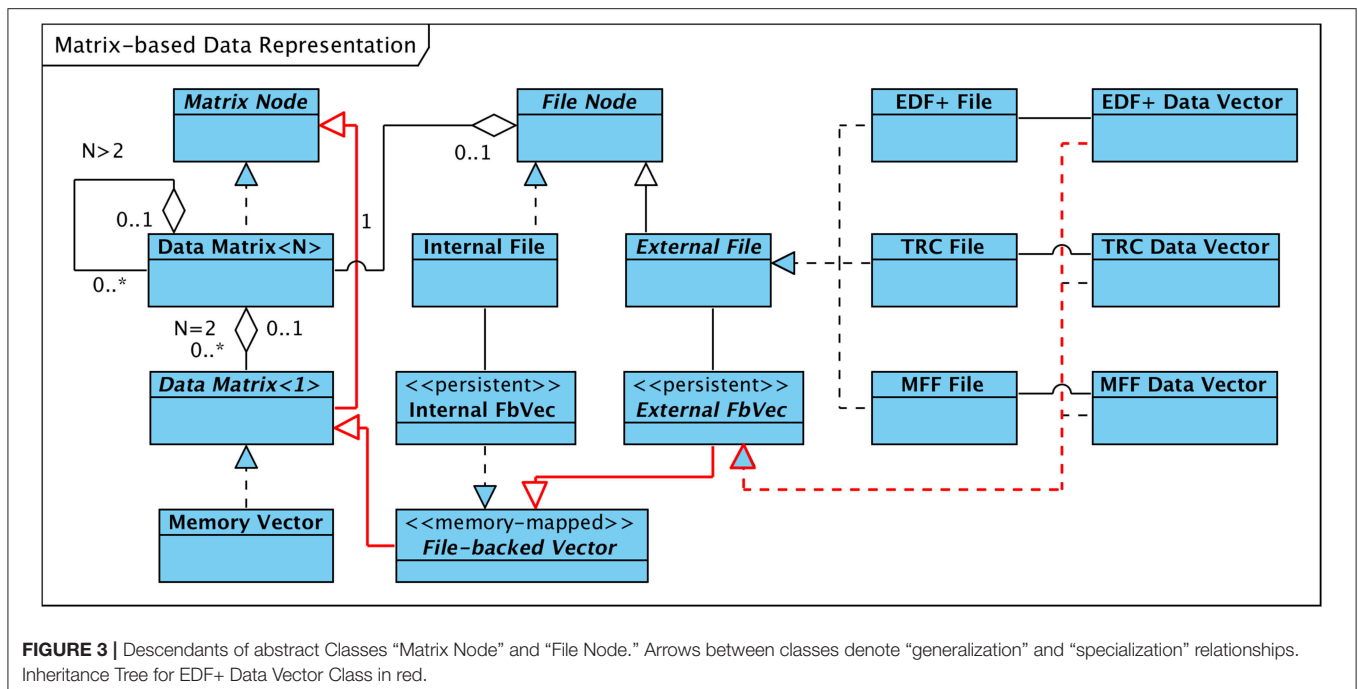 Matrix-based Data Representation
Matrix Node
File Node
EDF+ File
EDF+ Data Vector
N>2
0..1
0..1
1
Data Matrix<N>
Internal File
External File
TRC File
TRC Data Vector
0..*
N=2
0..1
0..*
Data Matrix<1>
<<persistent>>
Internal FbVec
<<persistent>>
External FbVec
MFF File
MFF Data Vector
Memory Vector
<<memory-mapped>>
File-backed Vector
FIGURE 3 | Descendants of abstract Classes “Matrix Node” and “File Node.” Arrows between classes denote “generalization” and “specialization” relationships.
Inheritance Tree for EDF+ Data Vector Class in red.